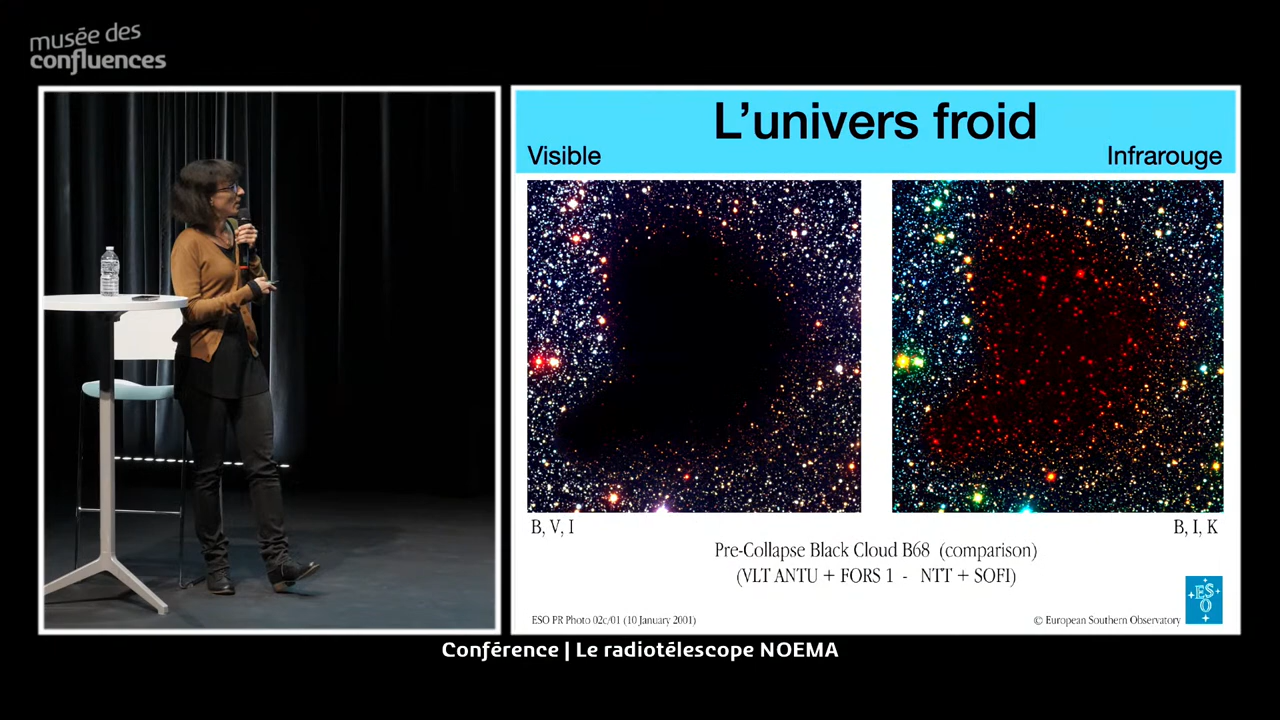 musée des
confluences
L'univers froid
Visible
Infrarouge
B, V, I
B, I, K
Pre-Collapse Black Cloud B68 (comparison)
(VLT ANTU + FORS 1 - NTT + SOFI)
ESO PR Photo 02c/01 (10 January 2001)
© European Southern Observatory
ESO
Conférence | Le radiotélescope NOEMA